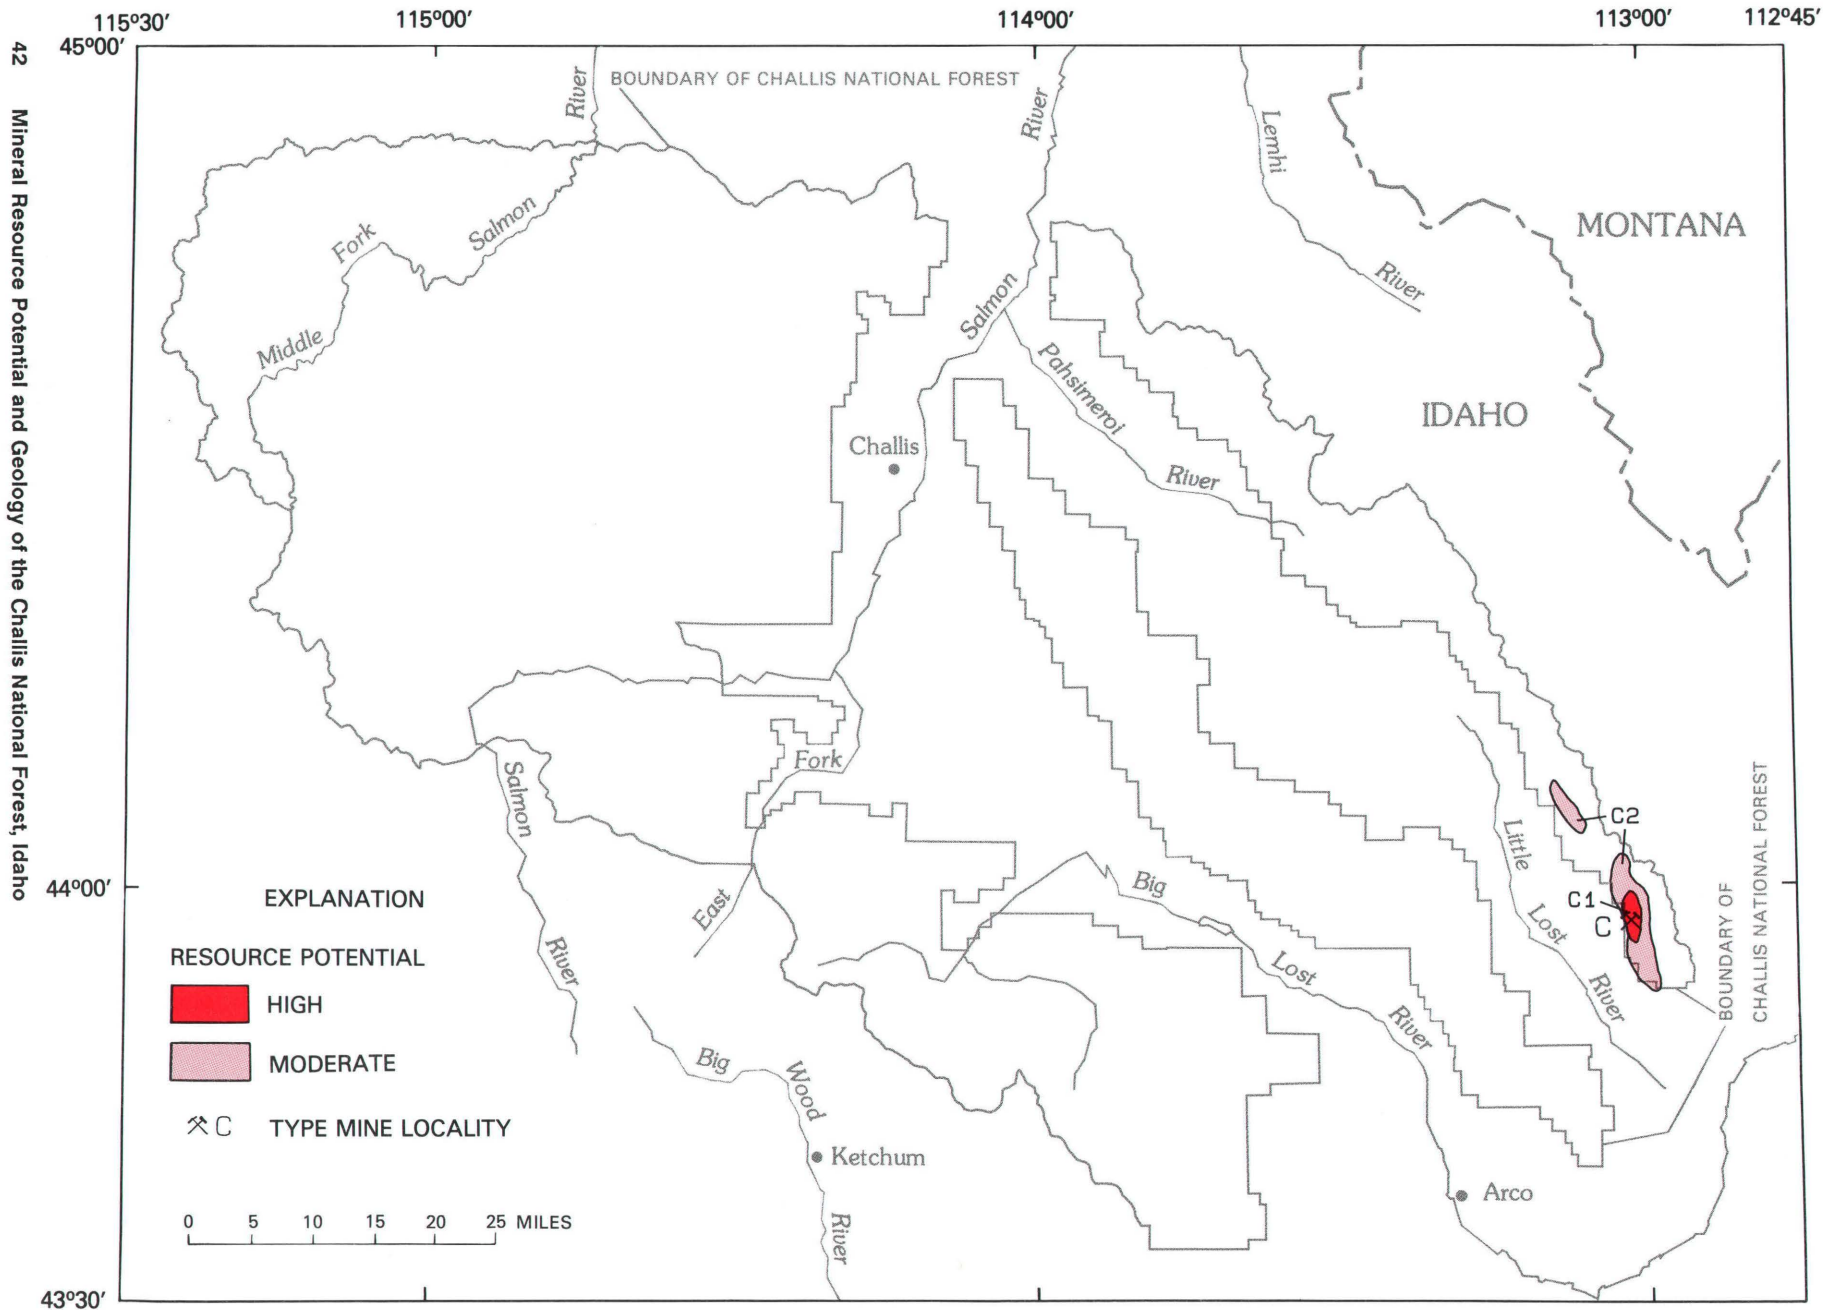 42 Mineral Resource Potential and Geology of the Challis National Forest, Idaho
115°30'
115°00'
114°00'
113°00'
112°45'
45°00'
River
BOUNDARY OF CHALLIS NATIONAL FOREST
River
Lemhi
River
MONTANA
Fork
Salmon
Middle
Salmon
Pahsimeroi
River
IDAHO
Challis
Fork
Salmon
River
East
Big
Lost
River
Little
Lost
River
C2
C1
C
BOUNDARY OF
CHALLIS NATIONAL FOREST
44°00'
EXPLANATION
RESOURCE POTENTIAL
HIGH
MODERATE
C TYPE MINE LOCALITY
Big
Wood
River
Ketchum
Arco
0 5 10 15 20 25 MILES
43°30'